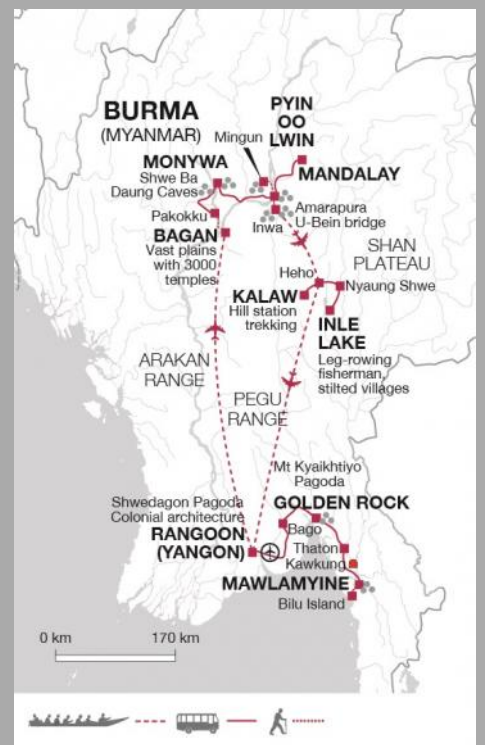 BURMA
(MYANMAR)
PYIN
OO
LWIN
Mingun
MONYWA
Shwe Ba
Daung Caves
MANDALAY
Pakokku
Inwa
Amarapura
U-Bein bridge
BAGAN
Vast plains
with 3000
temples
SHAN
PLATEAU
Heho
Nyaung Shwe
KALAW
Hill station
trekking
INLE
LAKE
Leg-rowing
fisherman,
stilted villages
ARAKAN
RANGE
PEGU
RANGE
Mt Kyaikhtiyo
Pagoda
Shwedagon Pagoda
Colonial architecture
GOLDEN ROCK
RANGOON
(YANGON)
Bago
Thaton
Kawkung
MAWLAMYINE
Bilu Island
0 km
170 km